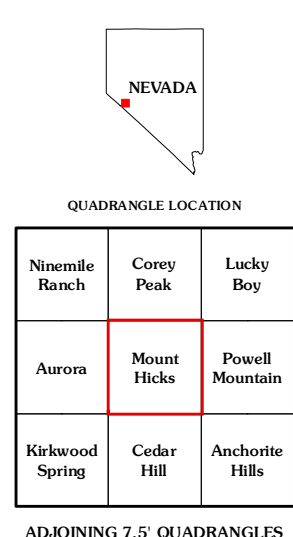 NEVADA
QUADRANGLE LOCATION
Ninemile
Ranch
Corey
Peak
Lucky
Boy
Aurora
Mount
Hicks
Powell
Mountain
Kirkwood
Spring
Cedar
Hill
Anchorite
Hills
ADJOINING 7.5' QUADRANGLES